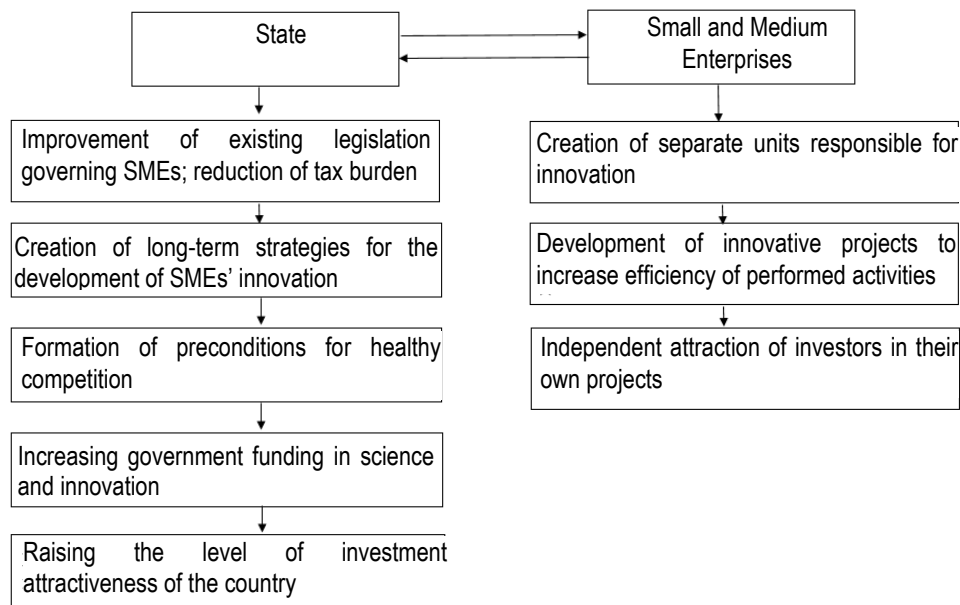 State
Small and Medium
Enterprises
Improvement of existing legislation
governing SMEs; reduction of tax burden
Creation of long-term strategies for the
development of SMEs’ innovation
Formation of preconditions for healthy
competition
Increasing government funding in science
and innovation
Raising the level of investment
attractiveness of the country
Creation of separate units responsible for
innovation
Development of innovative projects to
increase efficiency of performed activities
Independent attraction of investors in their
own projects